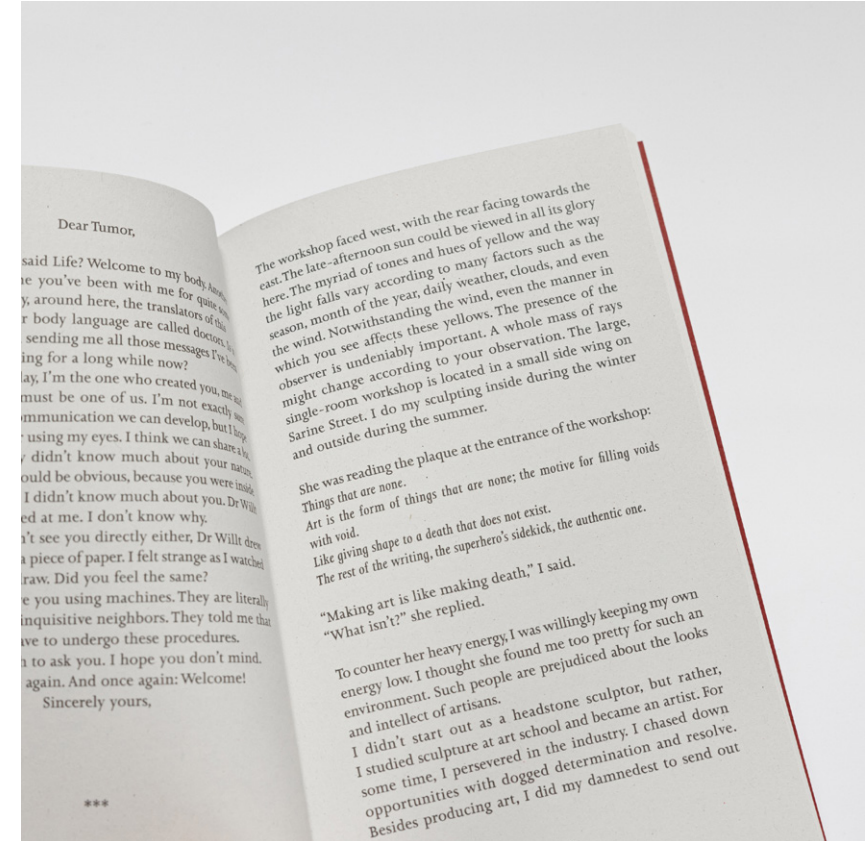 Dear Tumor,
said Life? Welcome to my body.
you've been with me for quite
around here, the translators of this
body language are called doctors.
sending me all those messages I've been
ing for a long while now?
I'm the one who created you, me and
must be one of us. I'm not exactly sure
mmunication we can develop, but I hope
using my eyes. I think we can share a lot.
didn't know much about your nature,
ould be obvious, because you were inside
I didn't know much about you. Dr Willt
ed at me. I don't know why.
't see you directly either, Dr Willt drew
a piece of paper. I felt strange as I watched
raw. Did you feel the same?
e you using machines. They are literally
inquisitive neighbors. They told me that
ve to undergo these procedures.
to ask you. I hope you don't mind.
again. And once again: Welcome!
Sincerely yours,
***
The workshop faced west, with the rear facing towards the
east. The late-afternoon sun could be viewed in all its glory
here. The myriad of tones and hues of yellow and the way
the light falls vary according to many factors such as the
season, month of the year, daily weather, clouds, and even
the wind. Notwithstanding the wind, even the manner in
which you see affects these yellows. The presence of the
observer is undeniably important. A whole mass of rays
might change according to your observation. The large,
single-room workshop is located in a small side wing on
Sarine Street. I do my sculpting inside during the winter
and outside during the summer.
She was reading the plaque at the entrance of the workshop:
Things that are none.
Art is the form of things that are none; the motive for filling voids
with void.
Like giving shape to a death that does not exist.
The rest of the writing, the superhero's sidekick, the authentic one.
“Making art is like making death,” I said.
“What isn't?” she replied.
To counter her heavy energy, I was willingly keeping my own
energy low. I thought she found me too pretty for such an
environment. Such people are prejudiced about the looks
and intellect of artisans.
I didn't start out as a headstone sculptor, but rather,
I studied sculpture at art school and became an artist. For
some time, I persevered in the industry. I chased down
opportunities with dogged determination and resolve.
Besides producing art, I did my damnedest to send out